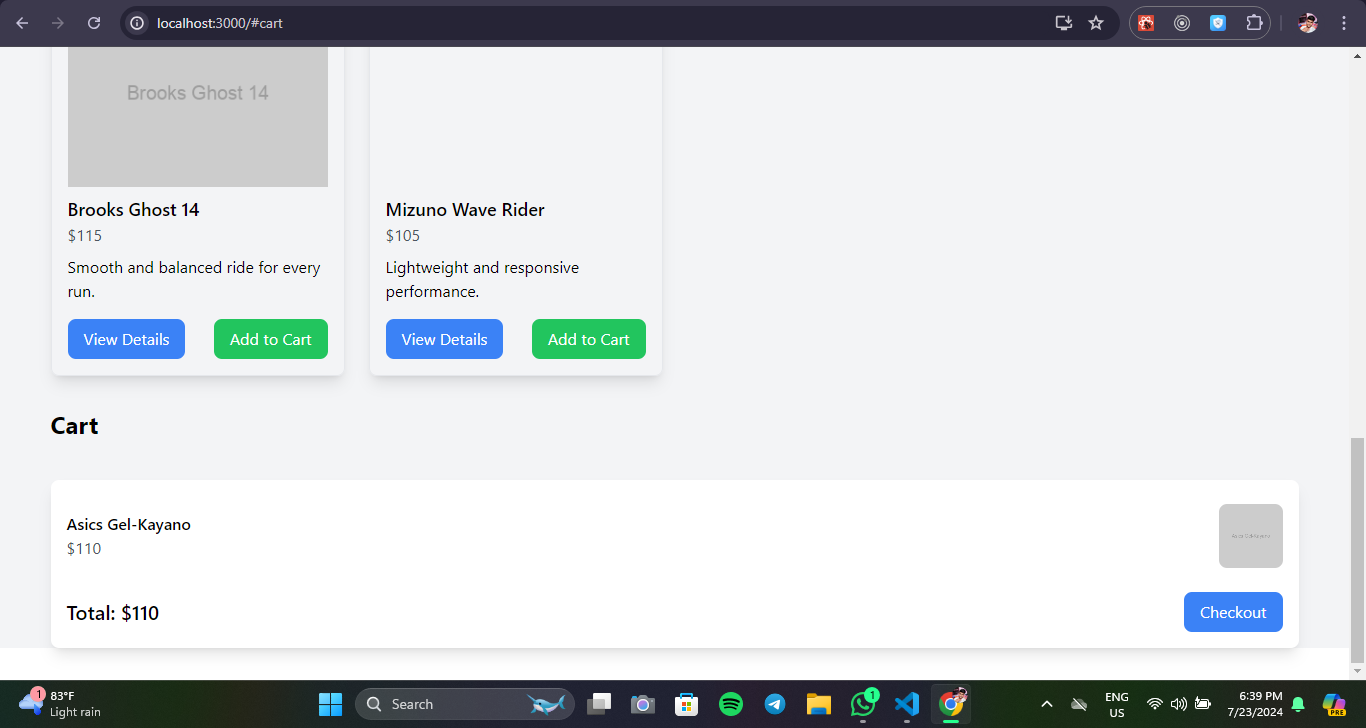 localhost:3000/#cart
Brooks Ghost 14
Brooks Ghost 14
$115
Smooth and balanced ride for every
run.
View Details
Add to Cart
Mizuno Wave Rider
$105
Lightweight and responsive
performance.
View Details
Add to Cart
Cart
Asics Gel-Kayano
$110
Asics Gel-Kayano
Total: $110
Checkout
1
83°F
Light rain
Search
1
ENG
US
6:39 PM
7/23/2024
PRE